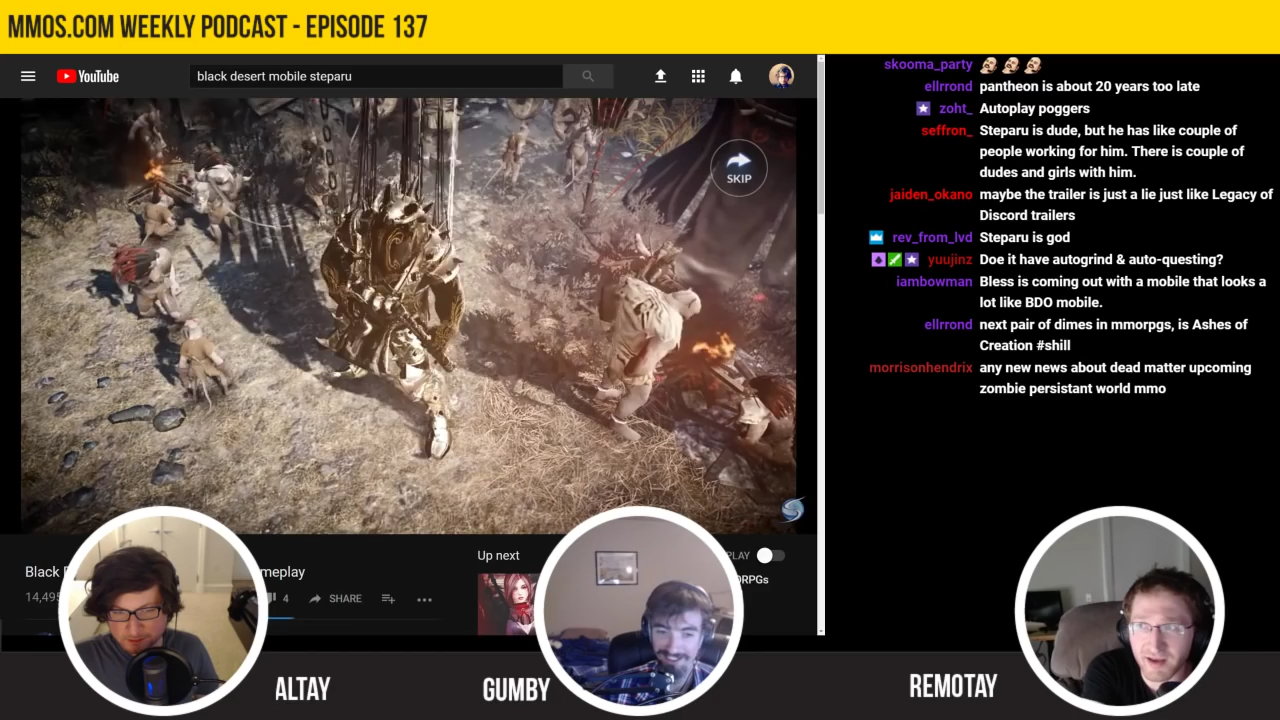 MMOS.COM WEEKLY PODCAST - EPISODE 137
YouTube
black desert mobile steparu
SKIP
skooma_party
ellrrond pantheon is about 20 years too late
zoht_ Autoplay poggers
seffron_ Steparu is dude, but he has like couple of
people working for him. There is couple of
dudes and girls with him.
jaiden_okano maybe the trailer is just a lie just like Legacy of
Discord trailers
rev_from_lvd Steparu is god
yuujinz Doe it have autogrind & auto-questing?
iambowman Bless is coming out with a mobile that looks a
lot like BDO mobile.
ellrrond next pair of dimes in mmorpgs, is Ashes of
Creation #shill
morrisonhendrix any new news about dead matter upcoming
zombie persistant world mmo
Black
14,495
4
SHARE
Up next
ALTAY
GUMBY
REMOTAY